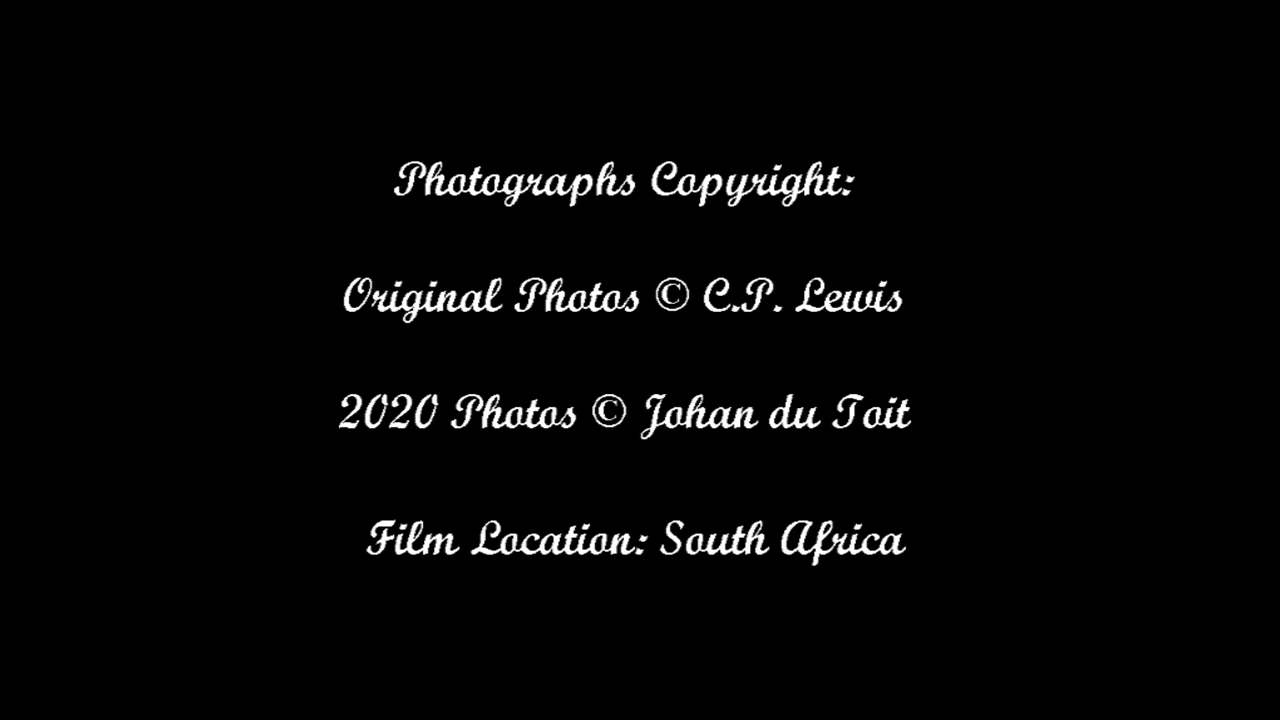 Photographs Copyright:
Original Photos © C.P. Lewis
2020 Photos © Johan du Toit
Film Location: South Africa